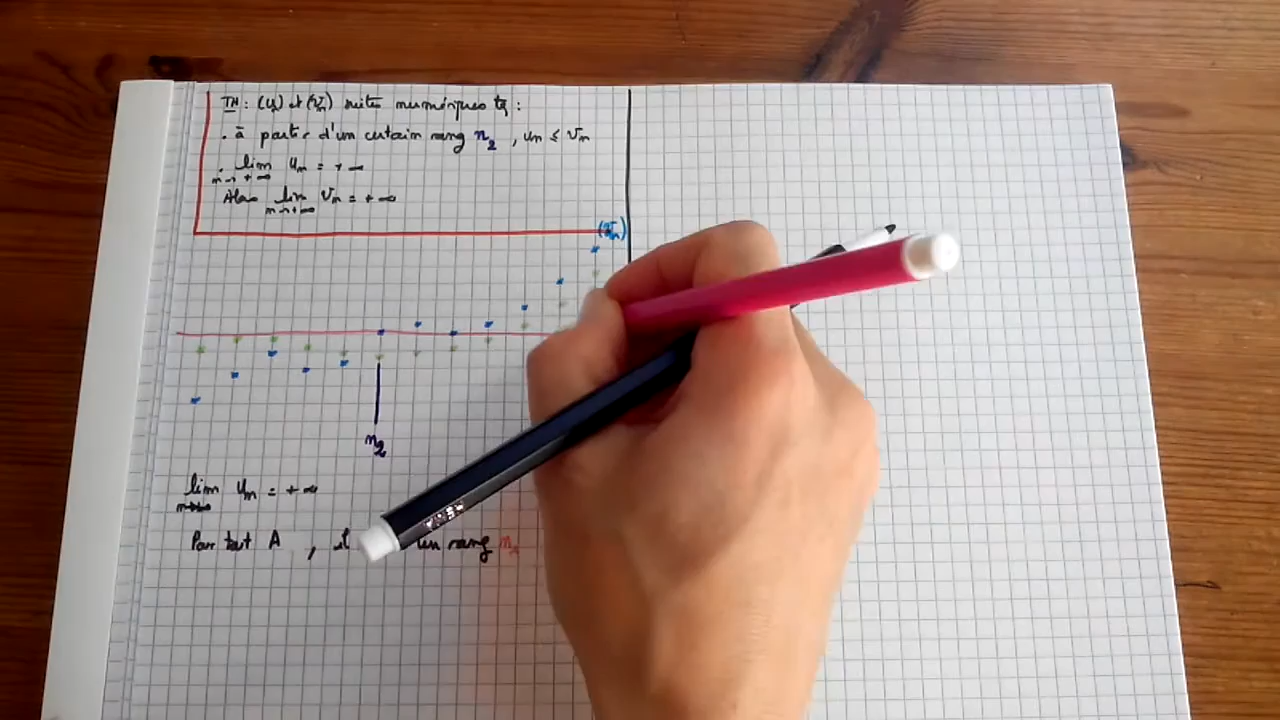 TH : (Un) et (Vn) suites numériques tq :
. à partir d'un certain rang n2 , un ≤ Vn
. lim Un = + ∞
n→+∞
Alors lim Vn = + ∞
n→+∞
(Vn)
n2
lim Un = + ∞
n→+∞
Pour tout A , il un rang n1